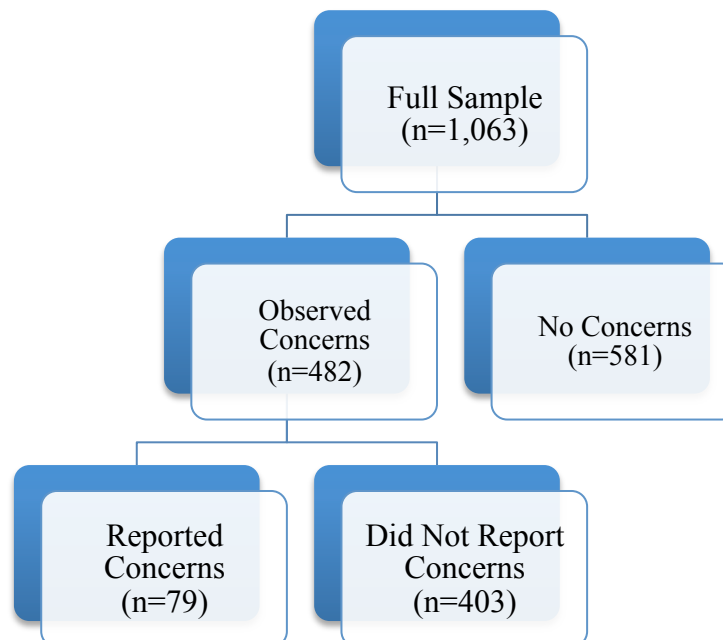 Full Sample
(n=1,063)
Observed
Concerns
(n=482)
No Concerns
(n=581)
Reported
Concerns
(n=79)
Did Not Report
Concerns
(n=403)